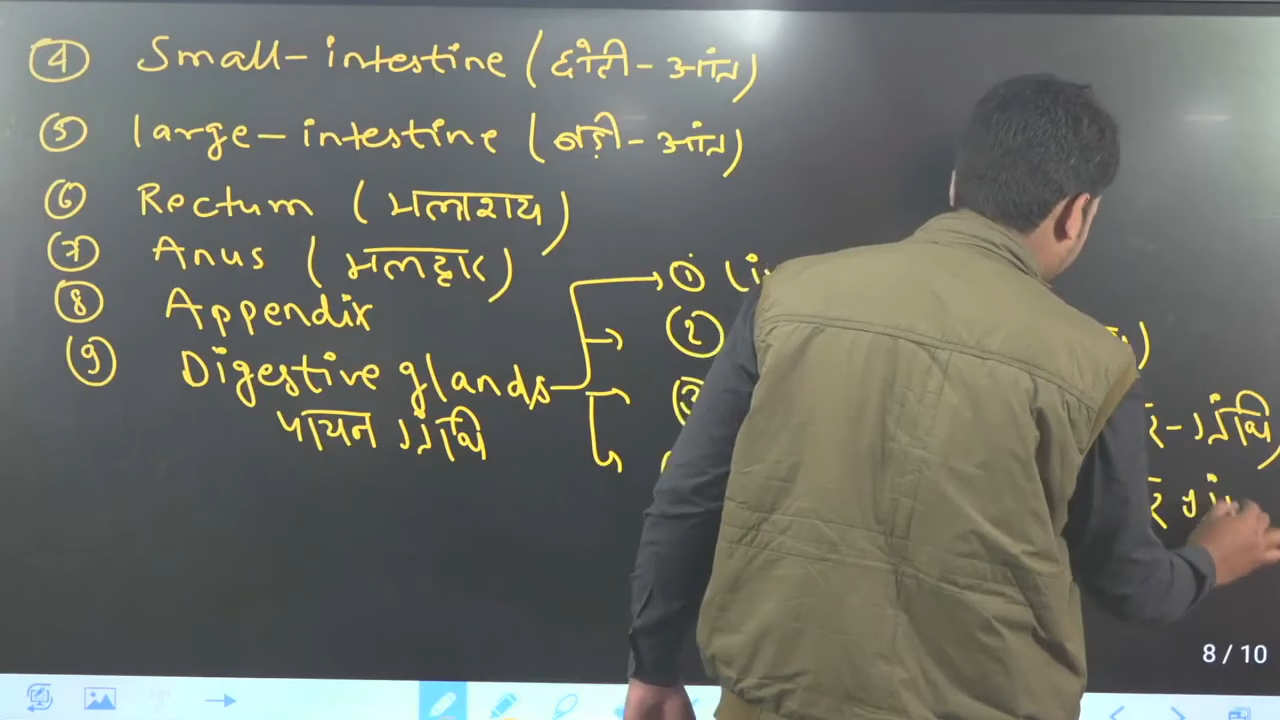 ④ Small-intestine (छोटी-आंत)
⑤ large-intestine (बड़ी-आंत)
⑥ Rectum (मलाशय)
⑦ Anus (मलद्वार)
⑧ Appendix
⑨ Digestive glands
पाचन ग्रंथि
① (
②
③
र-ग्रंथि)
र
8 / 10